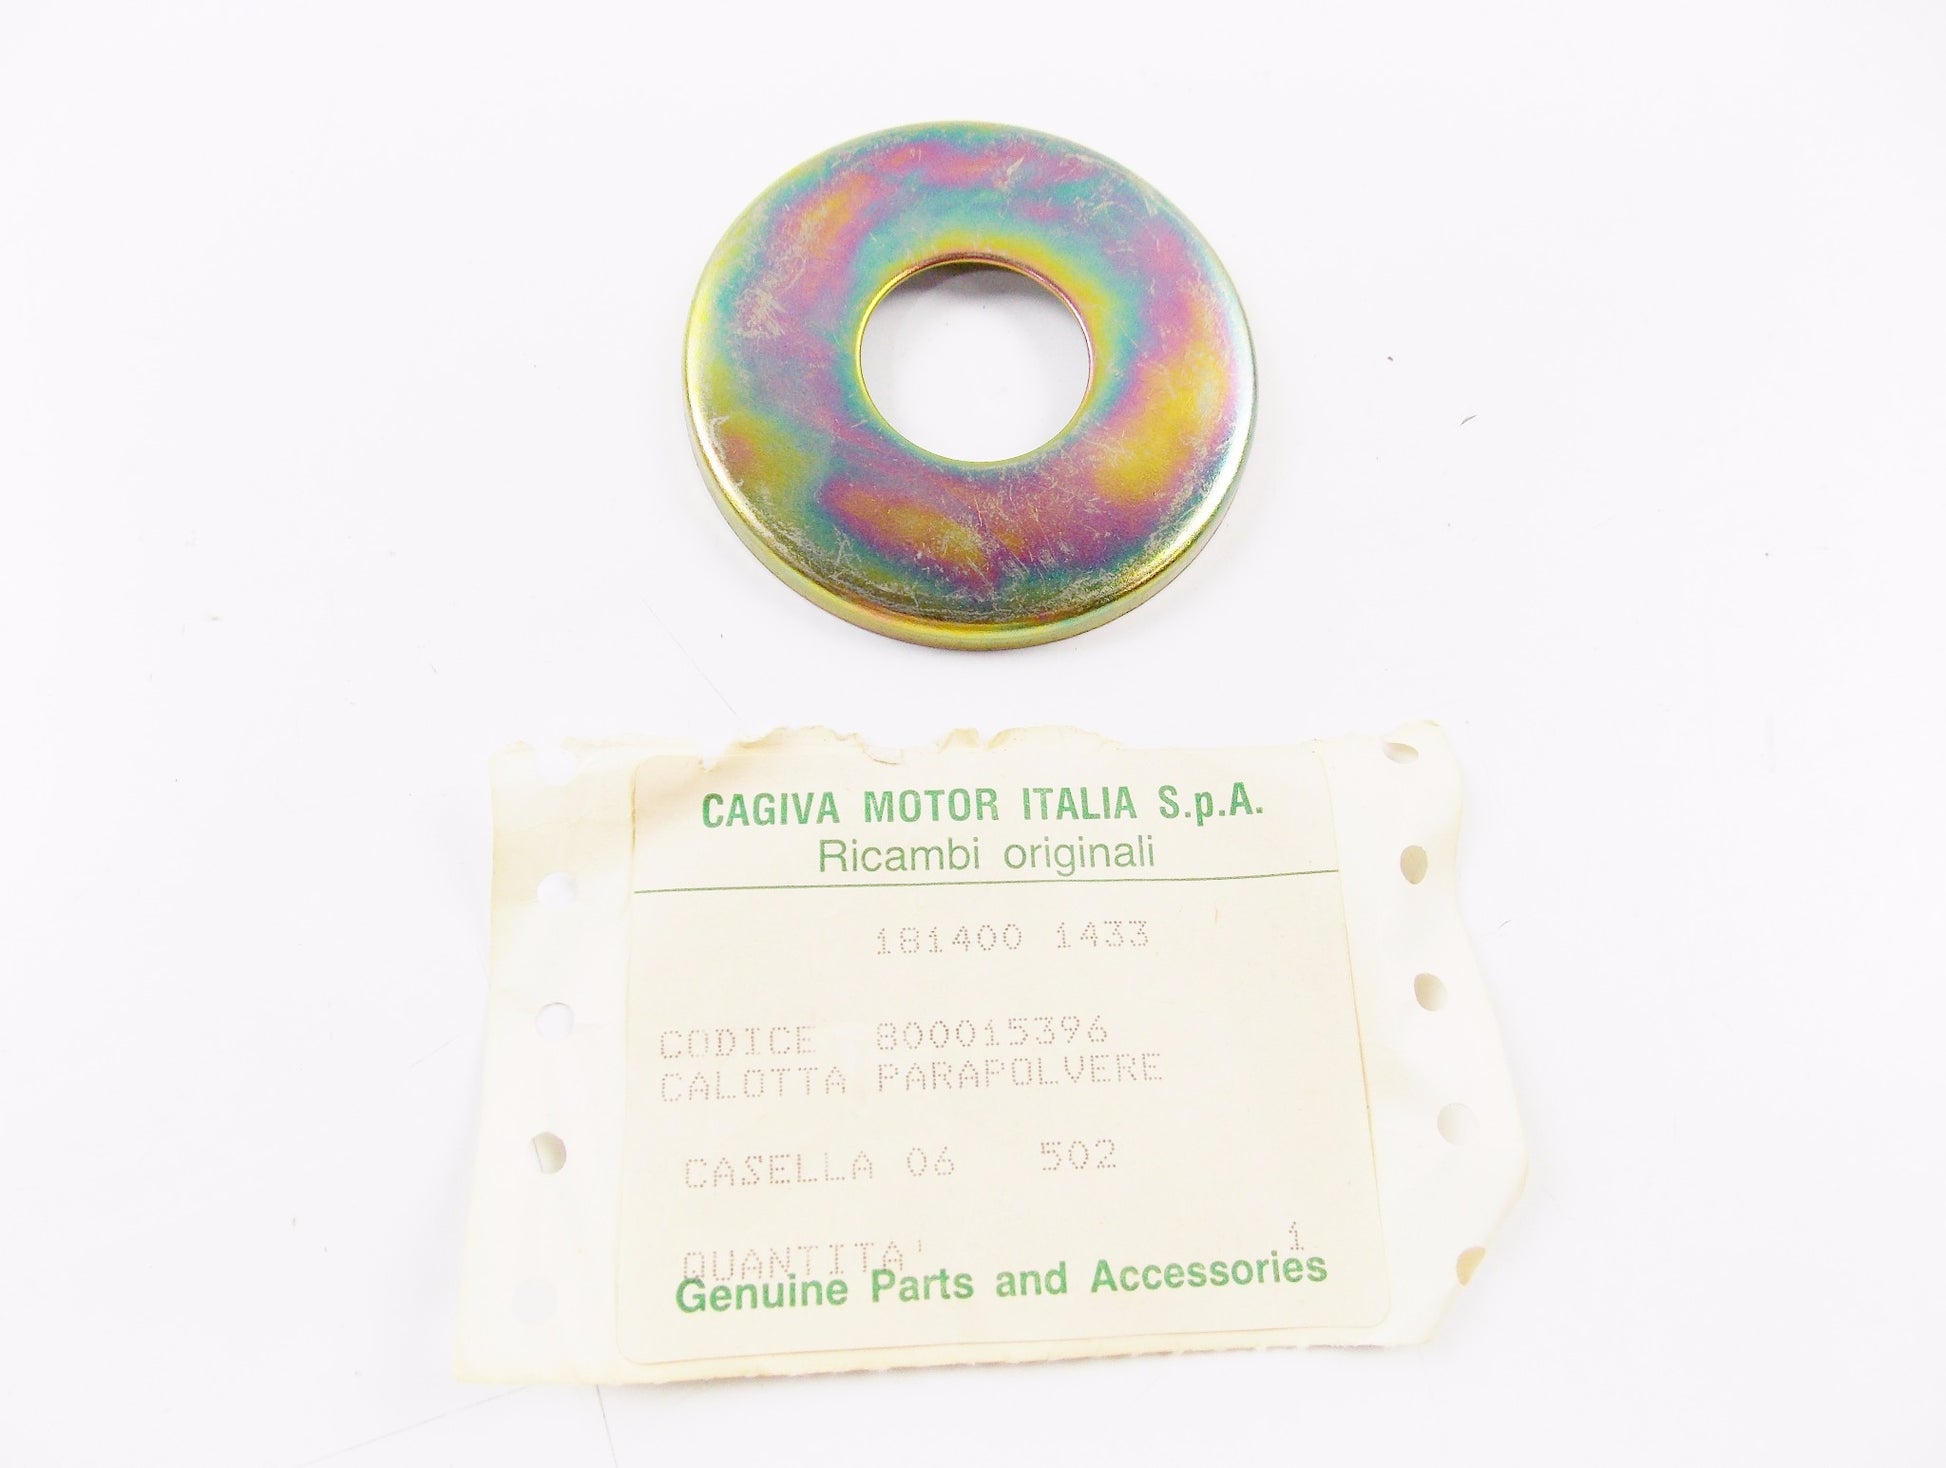 CAGIVA MOTOR ITALIA S.p.A.
Ricambi originali
181400 1433
CODICE 800015396
CALOTTA PARAPOLVERE
CASELLA 06 502
QUANTITA' 1
Genuine Parts and Accessories